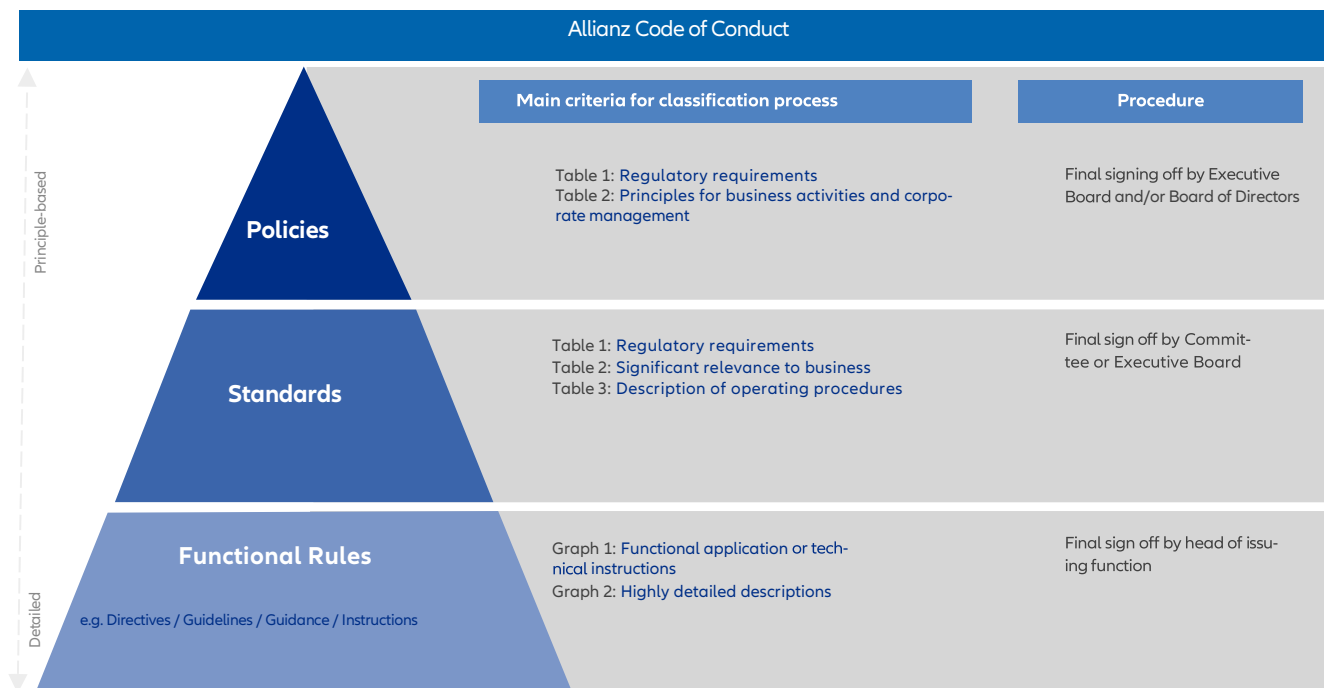 Allianz Code of Conduct
Main criteria for classification process
Procedure
Principle-based
Policies
Table 1: Regulatory requirements
Table 2: Principles for business activities and corpo-
rate management
Final signing off by Executive
Board and/or Board of Directors
Standards
Table 1: Regulatory requirements
Table 2: Significant relevance to business
Table 3: Description of operating procedures
Final sign off by Commit-
tee or Executive Board
Detailed
Functional Rules
e.g. Directives / Guidelines / Guidance / Instructions
Graph 1: Functional application or tech-
nical instructions
Graph 2: Highly detailed descriptions
Final sign off by head of issu-
ing function